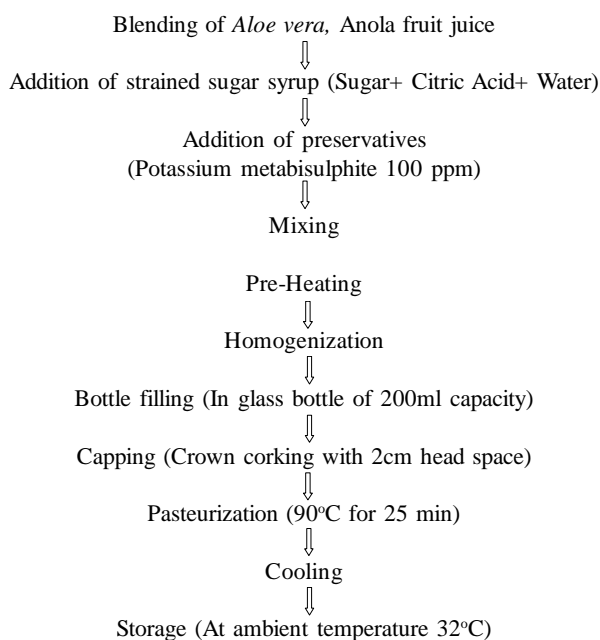 Blending of Aloe vera, Anola fruit juice
Addition of strained sugar syrup (Sugar+ Citric Acid+ Water)
Addition of preservatives
(Potassium metabisulphite 100 ppm)
Mixing
Pre-Heating
Homogenization
Bottle filling (In glass bottle of 200ml capacity)
Capping (Crown corking with 2cm head space)
Pasteurization (90°C for 25 min)
Cooling
Storage (At ambient temperature 32°C)